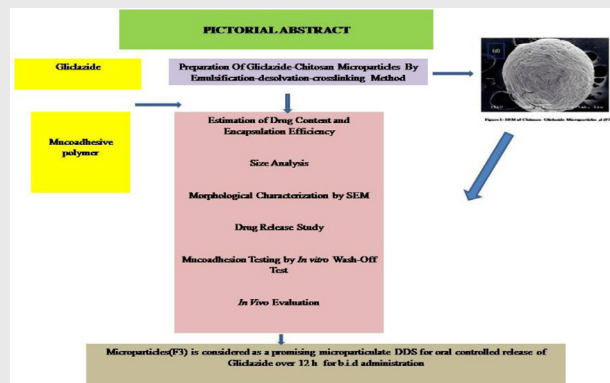 PICTORIAL ABSTRACT
Gliclazide
Preparation Of Gliclazide-Chitosan Microparticles By
Emulsification-desolvation-crosslinking Method
(d)
Mucoadhesive
polymer
Estimation of Drug Content and
Encapsulation Efficiency
Size Analysis
Morphological Characterization by SEM
Drug Release Study
Mucoadhesion Testing by In vitro Wash-Off
Test
In Vivo Evaluation
Microparticles(F3) is considered as a promising microparticulate DDS for oral controlled release of
Gliclazide over 12 h for b.i.d administration